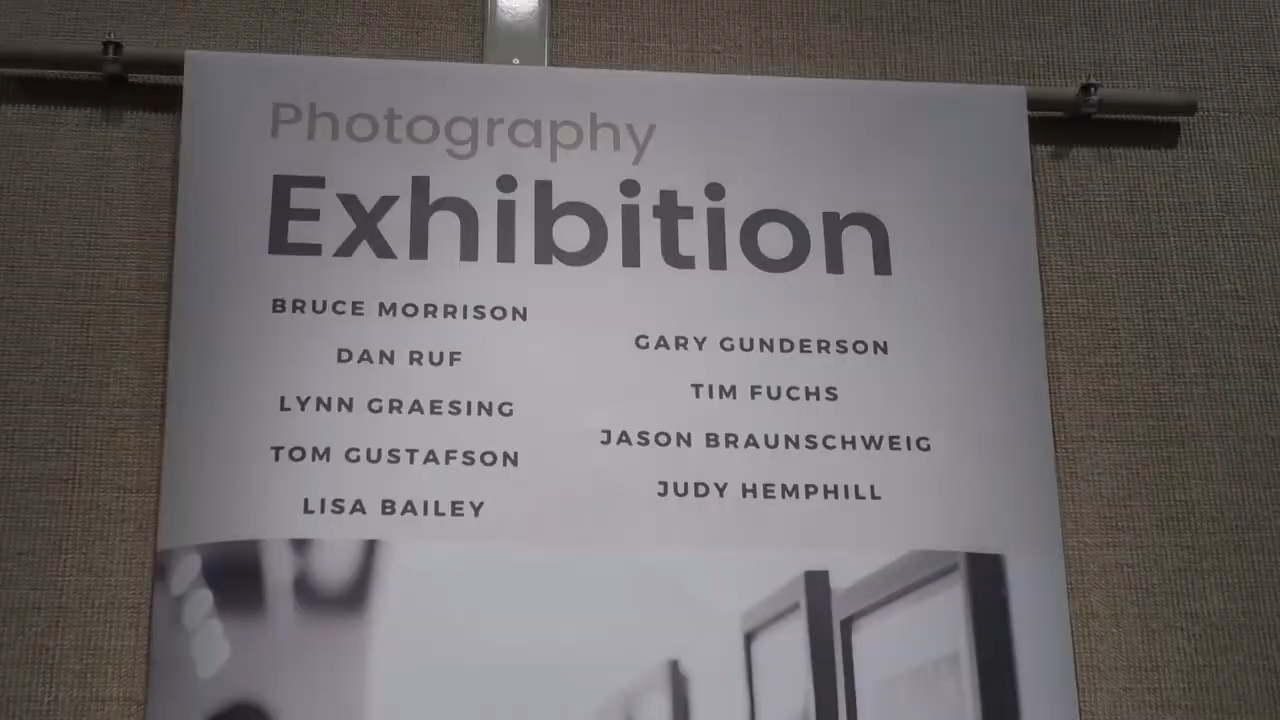 Photography
Exhibition
BRUCE MORRISON
DAN RUF
LYNN GRAESING
TOM GUSTAFSON
LISA BAILEY
GARY GUNDERSON
TIM FUCHS
JASON BRAUNSCHWEIG
JUDY HEMPHILL